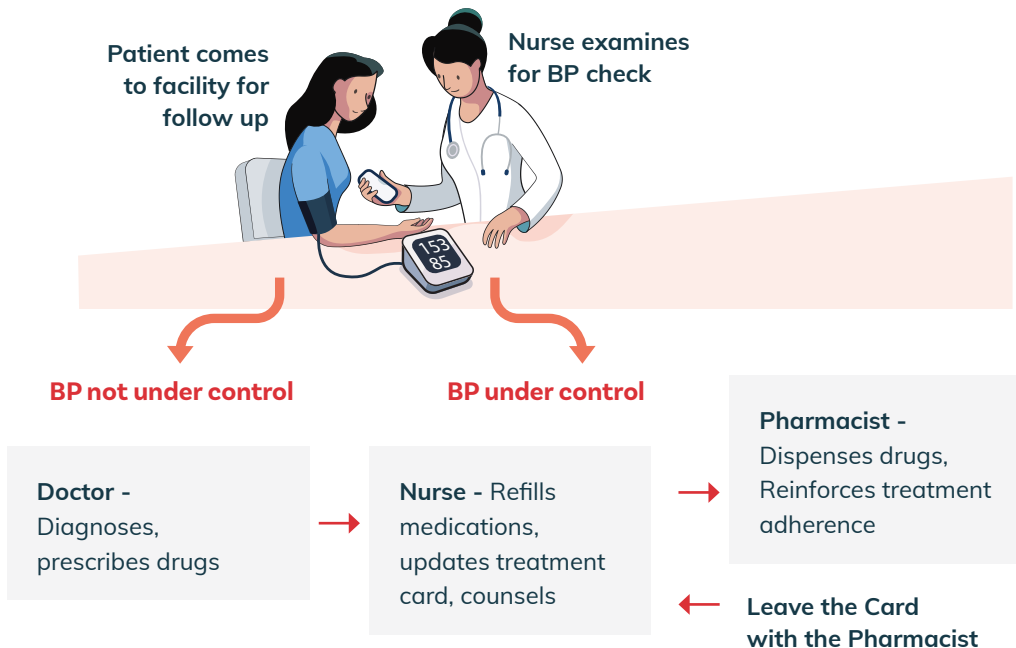 Patient comes
to facility for
follow up
Nurse examines
for BP check
153
85
BP not under control
BP under control
Doctor -
Diagnoses,
prescribes drugs
Nurse - Refills
medications,
updates treatment
card, counsels
Pharmacist -
Dispenses drugs,
Reinforces treatment
adherence
Leave the Card
with the Pharmacist